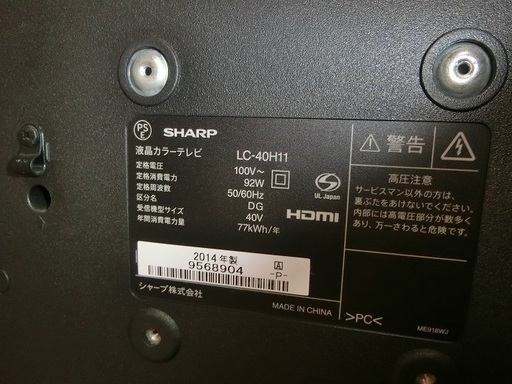 PS
E
SHARP
液晶カラーテレビ LC-40H11
定格電圧 100V~
定格消費電力 92W
定格周波数 50/60Hz
区分名 DG
受信機型サイズ 40V
年間消費電力量 77kWh/年
UL Japan
HDMI
2014年製 A
9568904 -P-
シャープ株式会社
MADE IN CHINA
警告
高圧注意
サービスマン以外の方は、
裏ぶたをあけないでください。
内部には高電圧部分が数多く
あり、万一さわると危険です。
>PC<
ME918WJ